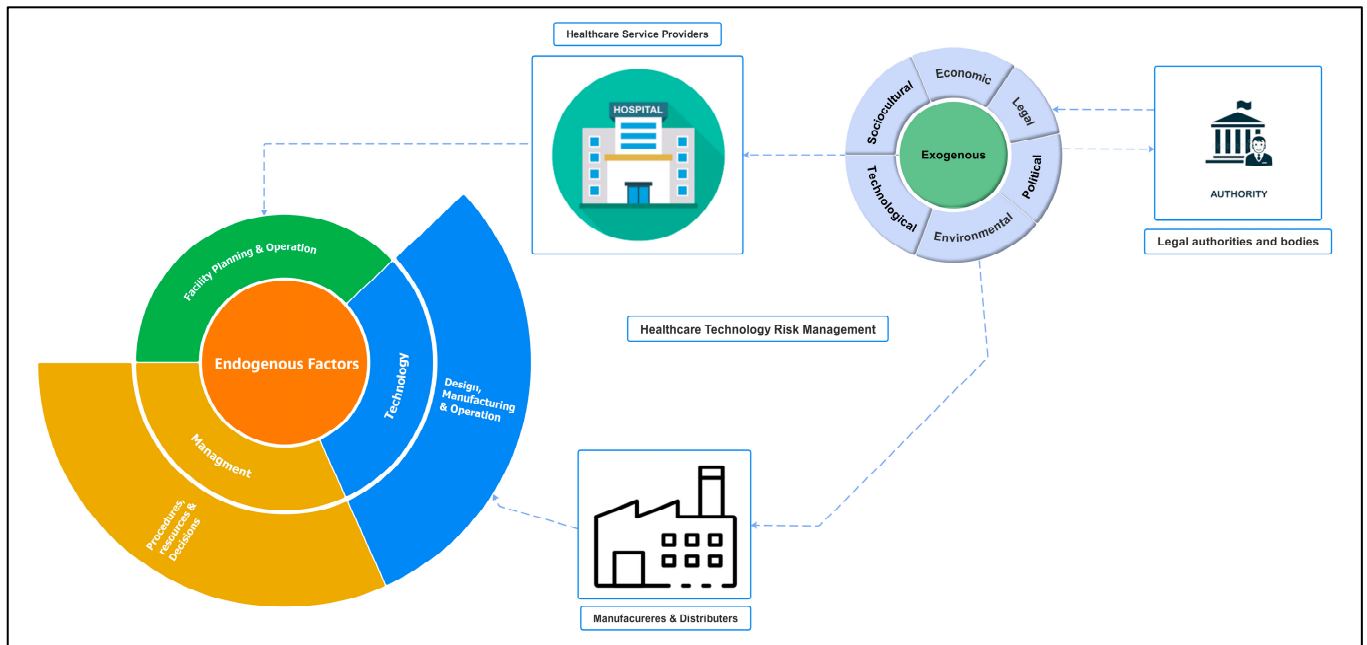 Healthcare Service Providers
HOSPITAL
Sociocultural
Economic
Legal
Exogenous
Technological
Environmental
Political
AUTHORITY
Legal authorities and bodies
Facility Planning & Operation
Endogenous Factors
Technology
Design,
Manufacturing
& Operation
Managment
Procedures,
resources &
Decisions
Healthcare Technology Risk Management
Manufacureres & Distributers